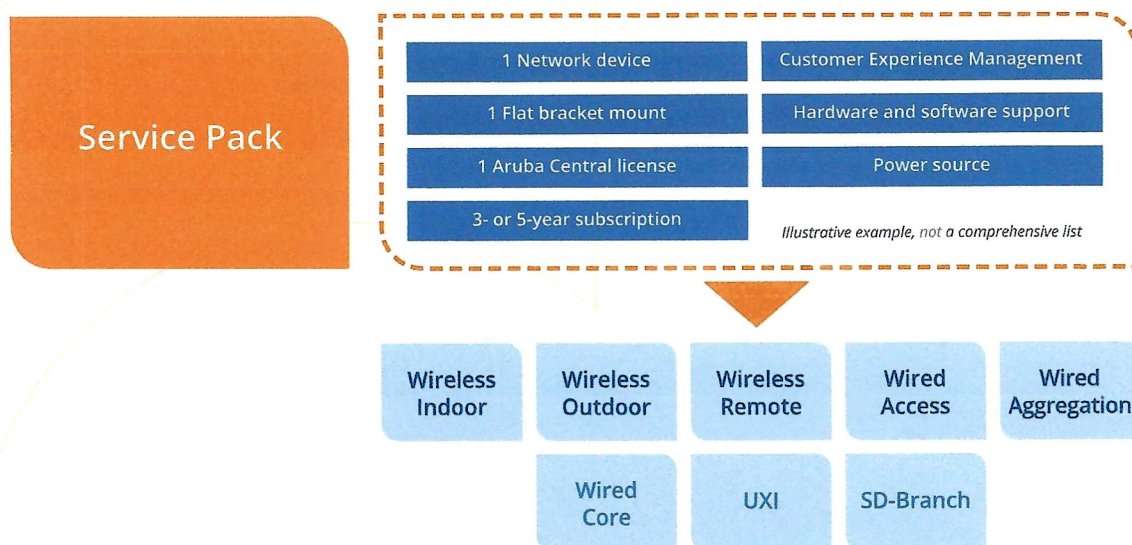 Service Pack
1 Network device
Customer Experience Management
1 Flat bracket mount
Hardware and software support
1 Aruba Central license
Power source
3- or 5-year subscription
Illustrative example, not a comprehensive list
Wireless
Indoor
Wireless
Outdoor
Wireless
Remote
Wired
Access
Wired
Aggregation
Wired
Core
UXI
SD-Branch